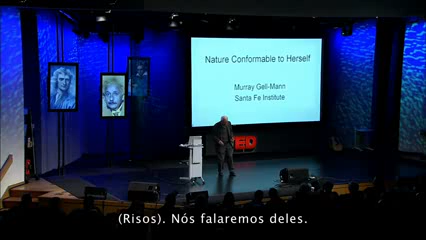 Nature Conformable to Herself
Murray Gell-Mann
Santa Fe Institute
TED
(Risos). Nós falaremos deles.